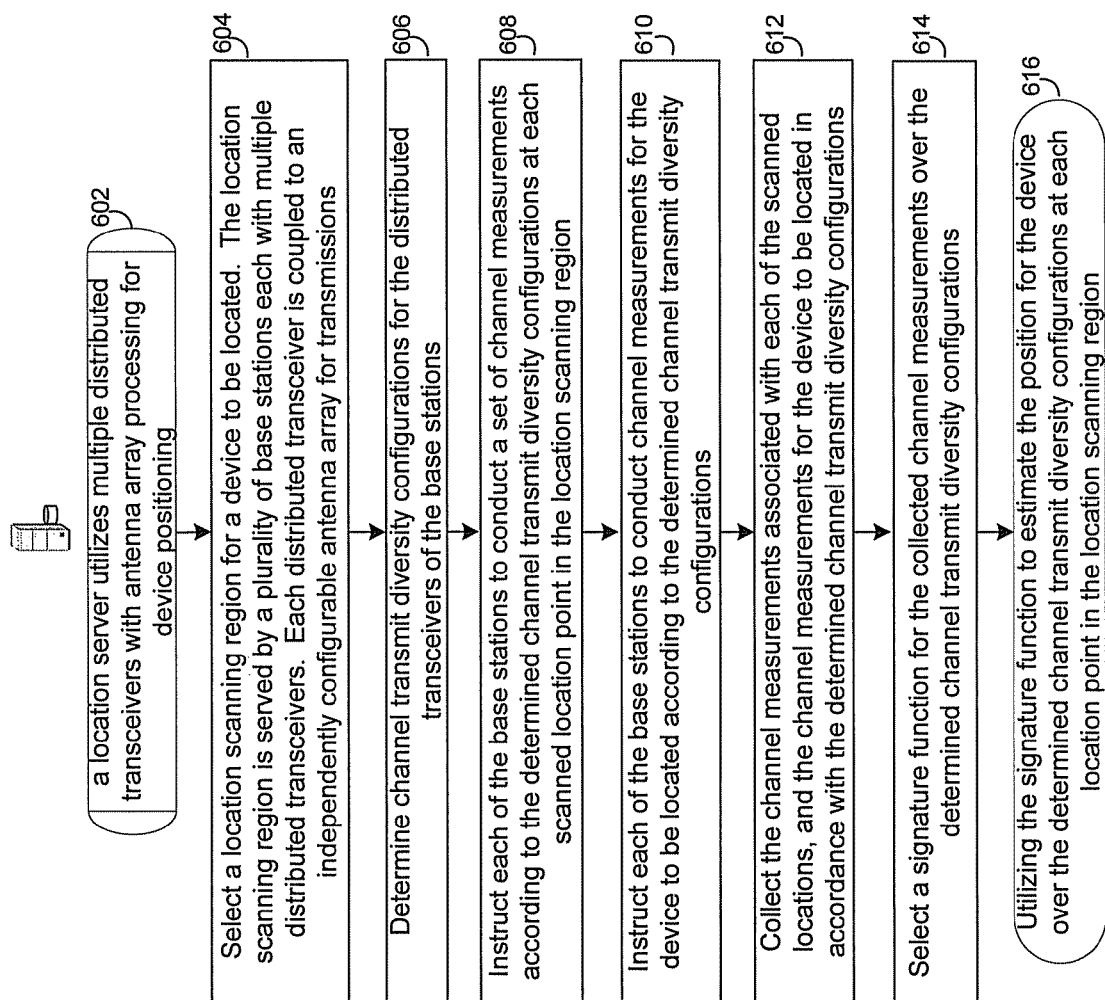 602
a location server utilizes multiple distributed
transceivers with antenna array processing for
device positioning
604
Select a location scanning region for a device to be located. The location
scanning region is served by a plurality of base stations each with multiple
distributed transceivers. Each distributed transceiver is coupled to an
independently configurable antenna array for transmissions
606
Determine channel transmit diversity configurations for the distributed
transceivers of the base stations
608
Instruct each of the base stations to conduct a set of channel measurements
according to the determined channel transmit diversity configurations at each
scanned location point in the location scanning region
610
Instruct each of the base stations to conduct channel measurements for the
device to be located according to the determined channel transmit diversity
configurations
612
Collect the channel measurements associated with each of the scanned
locations, and the channel measurements for the device to be located in
accordance with the determined channel transmit diversity configurations
614
Select a signature function for the collected channel measurements over the
determined channel transmit diversity configurations
616
Utilizing the signature function to estimate the position for the device
over the determined channel transmit diversity configurations at each
location point in the location scanning region